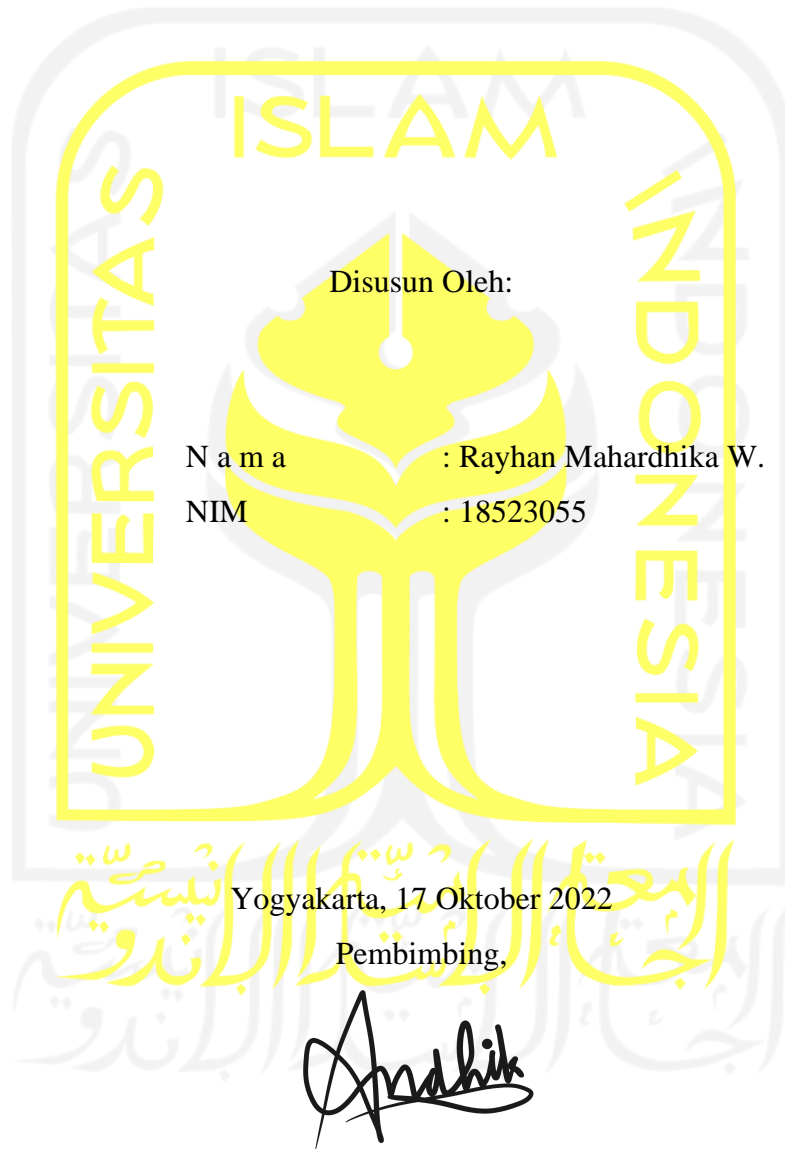 ISLAM
UNIVERSITAS
INDONESIA
Disusun Oleh:
N a m a : Rayhan Mahardhika W.
NIM : 18523055
Yogyakarta, 17 Oktober 2022
Pembimbing,
Andhik